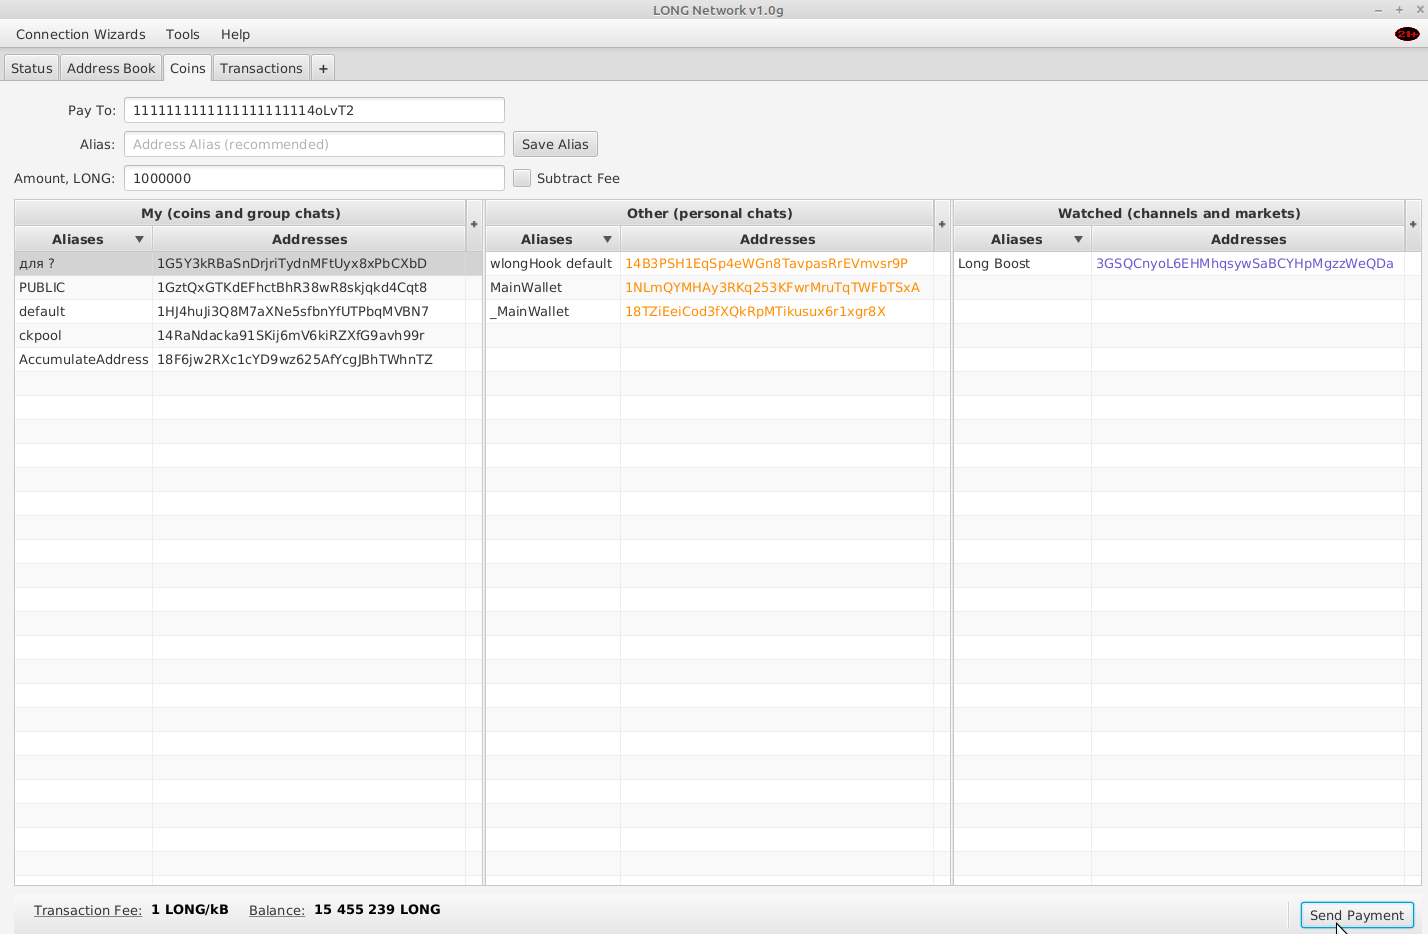 LONG Network v1.0g
Connection Wizards Tools Help 21+
Status Address Book Coins Transactions +
Pay To: 1111111111111111111114oLvT2
Alias: Address Alias (recommended) Save Alias
Amount, LONG: 1000000 Subtract Fee
My (coins and group chats) + Other (personal chats) + Watched (channels and markets) +
Aliases Addresses Aliases Addresses Aliases Addresses
для ? 1G5Y3kRBaSnDrjriTydnMFtUyx8xPbCXbD wlongHook default 14B3PSH1EqSp4eWGn8TavpasRrEVmvsr9P Long Boost 3GSQCnyoL6EHMhqsywSaBCYHpMgzzWeQDa
PUBLIC 1GztQxGTKdEFhctBhR38wR8skjqkd4Cqt8 MainWallet 1NLmQYMHAy3RKq253KFwrMruTqTWFbTSxA
default 1HJ4huJi3Q8M7aXNe5sfbnYfUTPbqMVBN7 _MainWallet 18TZiEeiCod3fXQkRpMTikusux6r1xgr8X
ckpool 14RaNdacka91SKij6mV6kiRZXfG9avh99r
AccumulateAddress 18F6jw2RXc1cYD9wz625AfYcgJBhTWhnTZ
Transaction Fee: 1 LONG/kB Balance: 15 455 239 LONG Send Payment